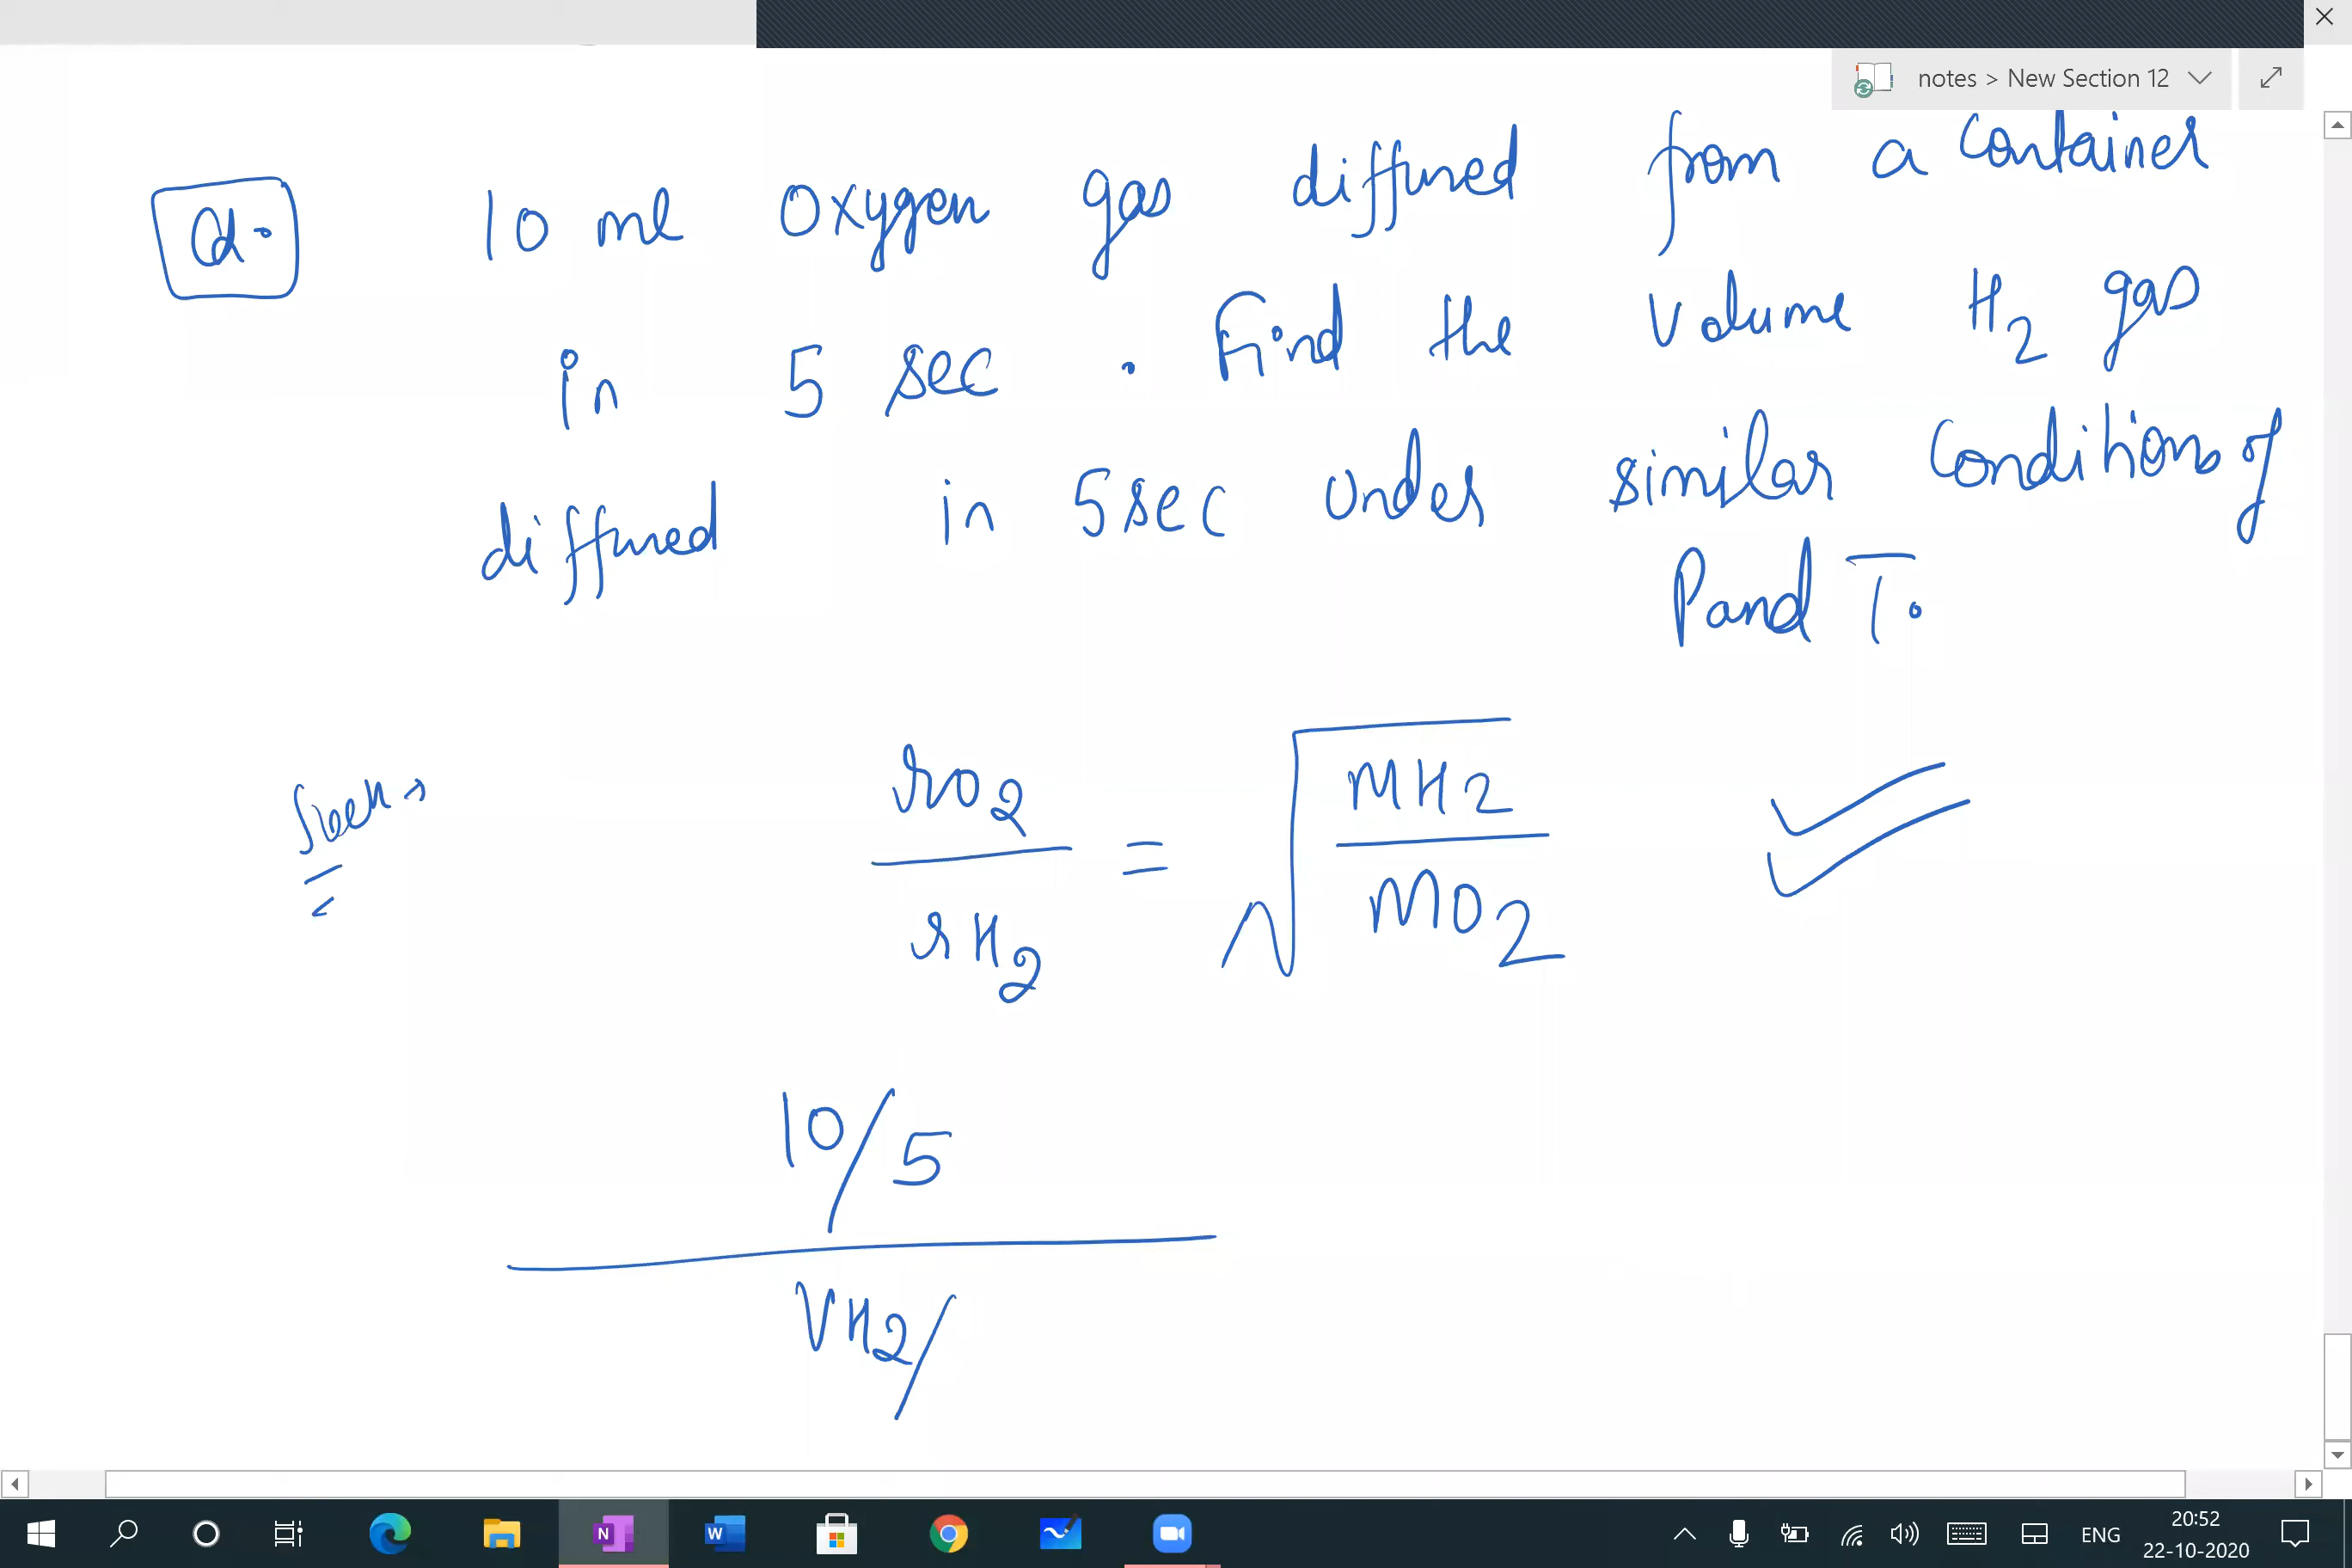 notes > New Section 12
Q. 10 ml oxygen gas diffused from a container
in 5 sec . Find the volume H2 gas
diffused in 5sec under similar conditions of
P and T.
rO2 / rH2 = √ MH2 / MO2
10/5
VH2/
ENG
20:52
22-10-2020